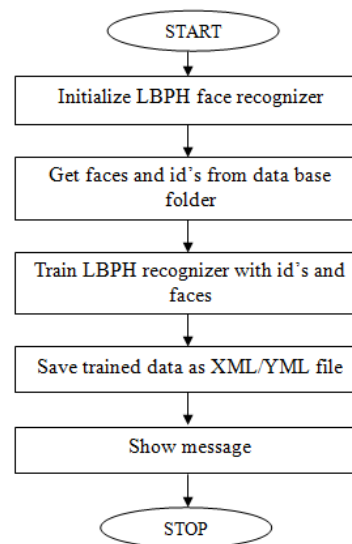 START
Initialize LBPH face recognizer
Get faces and id’s from data base
folder
Train LBPH recognizer with id’s and
faces
Save trained data as XML/YML file
Show message
STOP